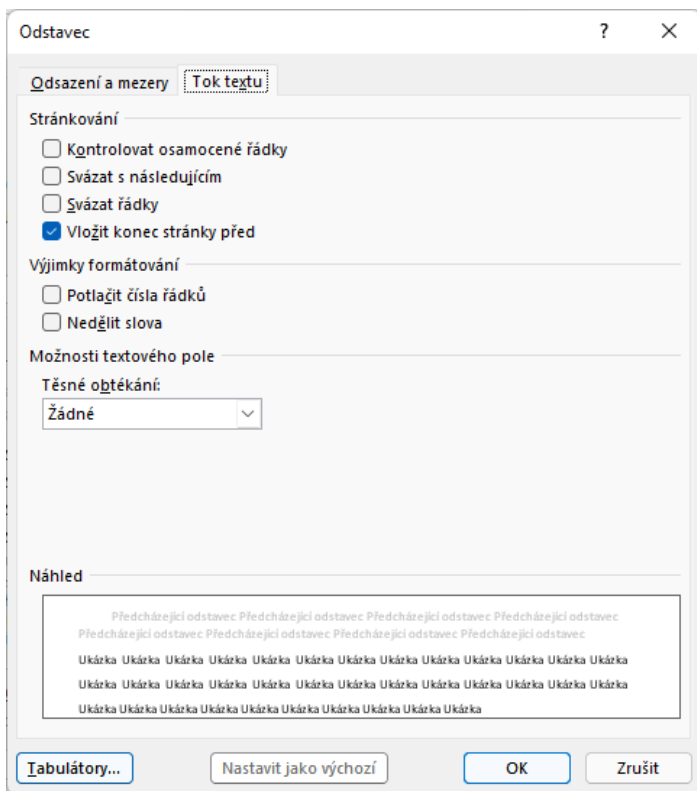 Odstavec ?
Odsazení a mezery Tok textu
Stránkování
Kontrolovat osamocené řádky
Svázat s následujícím
Svázat řádky
Vložit konec stránky před
Výjimky formátování
Potlačit čísla řádků
Nedělit slova
Možnosti textového pole
Těsné obtékání:
Žádné
Náhled
Předcházející odstavec Předcházející odstavec Předcházející odstavec Předcházející odstavec
Předcházející odstavec Předcházející odstavec Předcházející odstavec Předcházející odstavec
Ukázka Ukázka Ukázka Ukázka Ukázka Ukázka Ukázka Ukázka Ukázka Ukázka Ukázka Ukázka Ukázka
Ukázka Ukázka Ukázka Ukázka Ukázka Ukázka Ukázka Ukázka Ukázka Ukázka Ukázka Ukázka Ukázka
Ukázka Ukázka Ukázka Ukázka Ukázka Ukázka Ukázka Ukázka Ukázka Ukázka
Tabulátory... Nastavit jako výchozí OK Zrušit